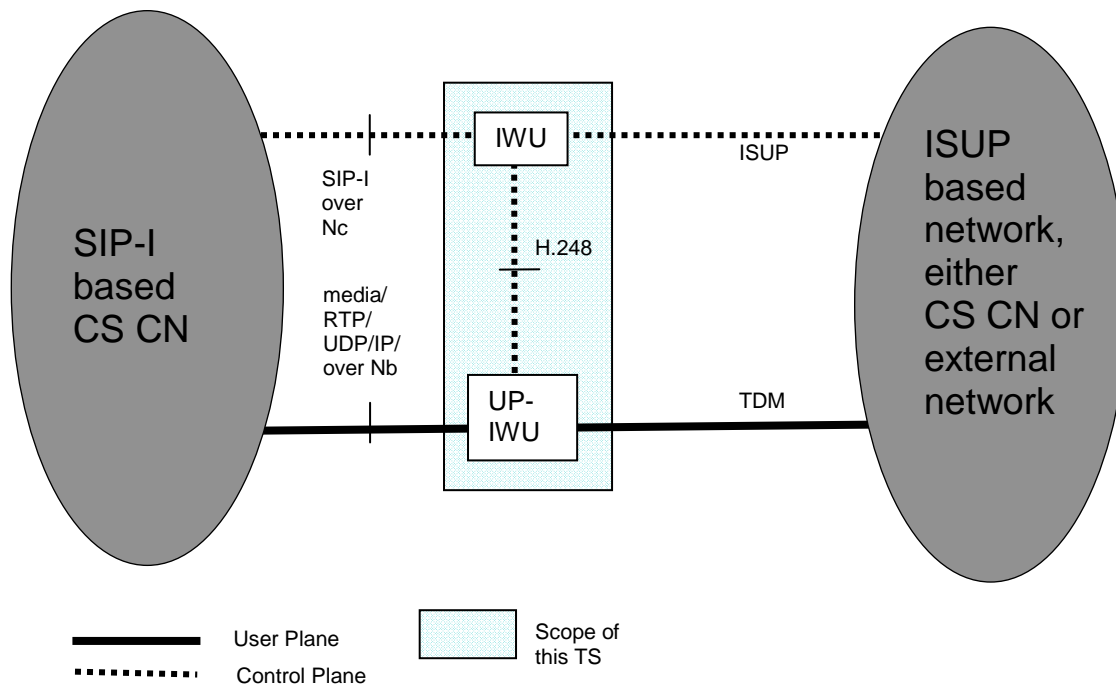 SIP-I
based
CS CN
SIP-I
over
Nc
media/
RTP/
UDP/IP/
over Nb
IWU
H.248
UP-
IWU
ISUP
TDM
ISUP
based
network,
either
CS CN or
external
network
User Plane
Control Plane
Scope of
this TS